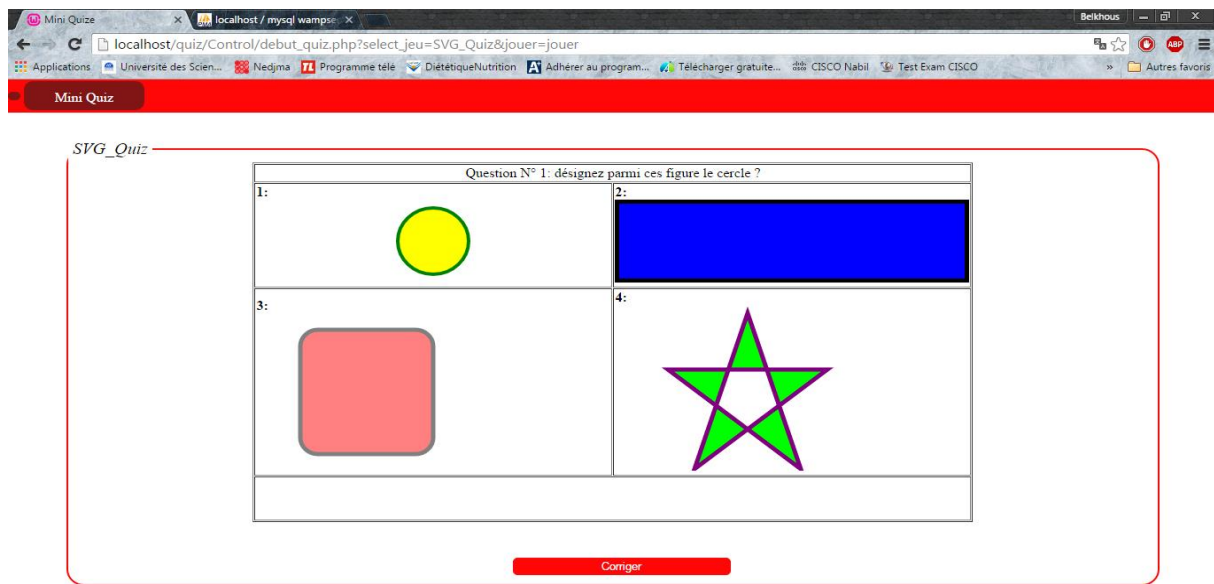 Mini Quize
localhost / mysql wampse
Belkhous
localhost/quiz/Control/debut_quiz.php?select_jeu=SVG_Quiz&jouer=jouer
ABP
Applications Université des Scien... Nedjma Programme télé DiététiqueNutrition Adhérer au program... Télécharger gratuite... CISCO Nabil Test Exam CISCO » Autres favoris
Mini Quiz
SVG_Quiz
Question N° 1: désignez parmi ces figure le cercle ?
1: 2:
3: 4:
Corriger